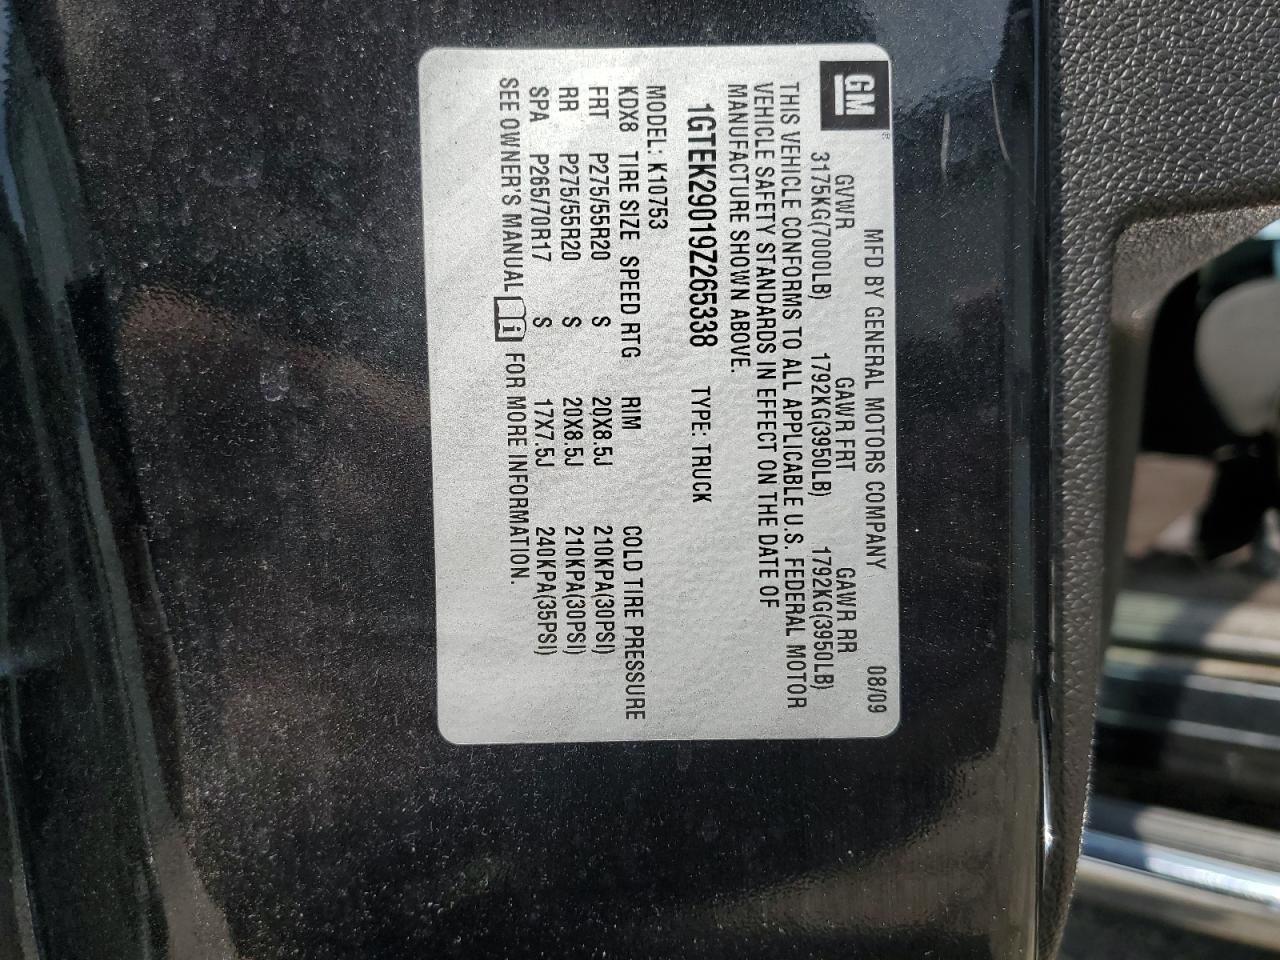 GM®
MFD BY GENERAL MOTORS COMPANY 08/09
GVWR GAWR FRT GAWR RR
3175KG(7000LB) 1792KG(3950LB) 1792KG(3950LB)
THIS VEHICLE CONFORMS TO ALL APPLICABLE U.S. FEDERAL MOTOR
VEHICLE SAFETY STANDARDS IN EFFECT ON THE DATE OF
MANUFACTURE SHOWN ABOVE.
1GTEK29019Z265338 TYPE: TRUCK
MODEL: K10753
KDX8 TIRE SIZE SPEED RTG RIM COLD TIRE PRESSURE
FRT P275/55R20 S 20X8.5J 210KPA(30PSI)
RR P275/55R20 S 20X8.5J 210KPA(30PSI)
SPA P265/70R17 S 17X7.5J 240KPA(35PSI)
SEE OWNER'S MANUAL i FOR MORE INFORMATION.